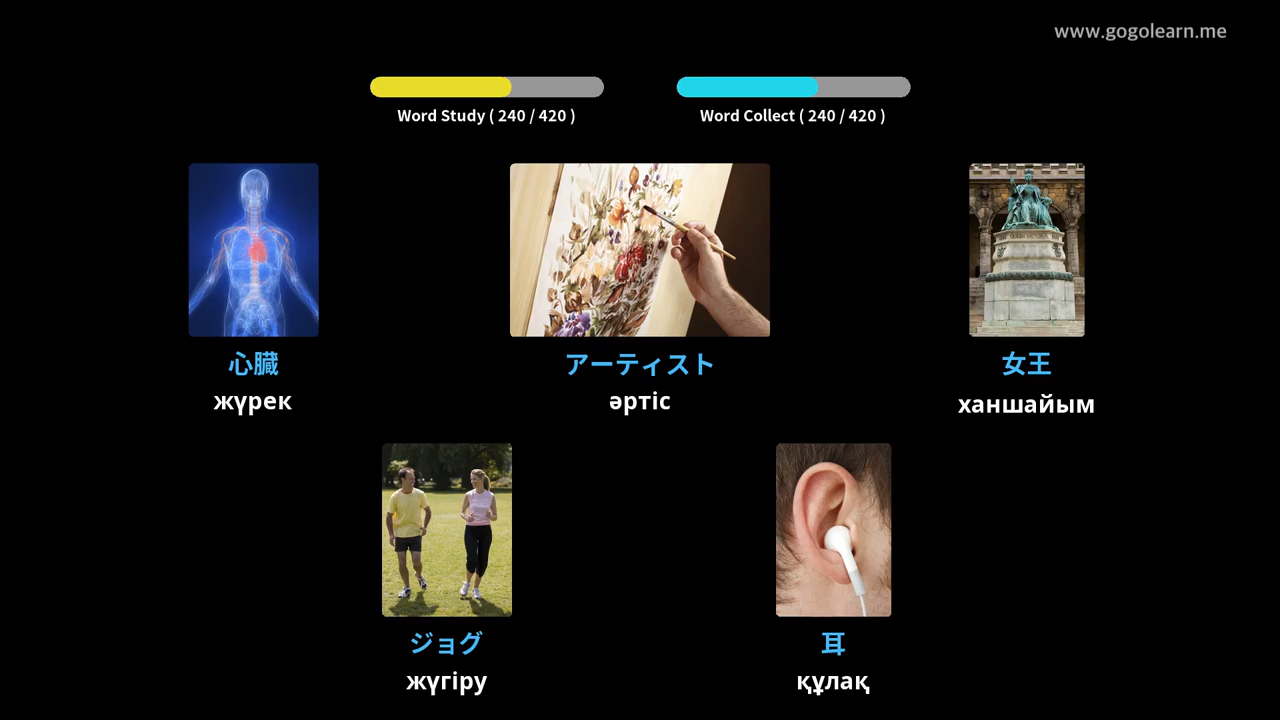 www.gogolearn.me
Word Study ( 240 / 420 )
Word Collect ( 240 / 420 )
心臓
жүрек
アーティスト
әртіс
女王
ханшайым
ジョグ
жүгіру
耳
құлақ